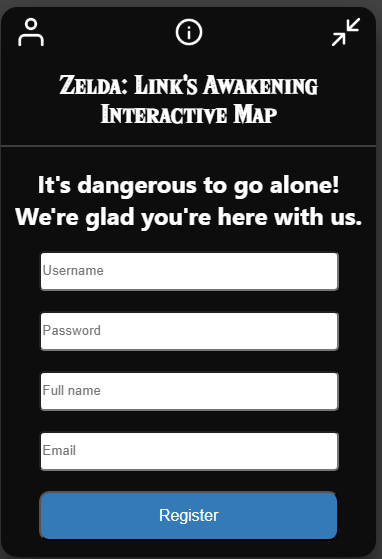 Zelda: Link's Awakening
Interactive Map
It's dangerous to go alone!
We're glad you're here with us.
Username
Password
Full name
Email
Register